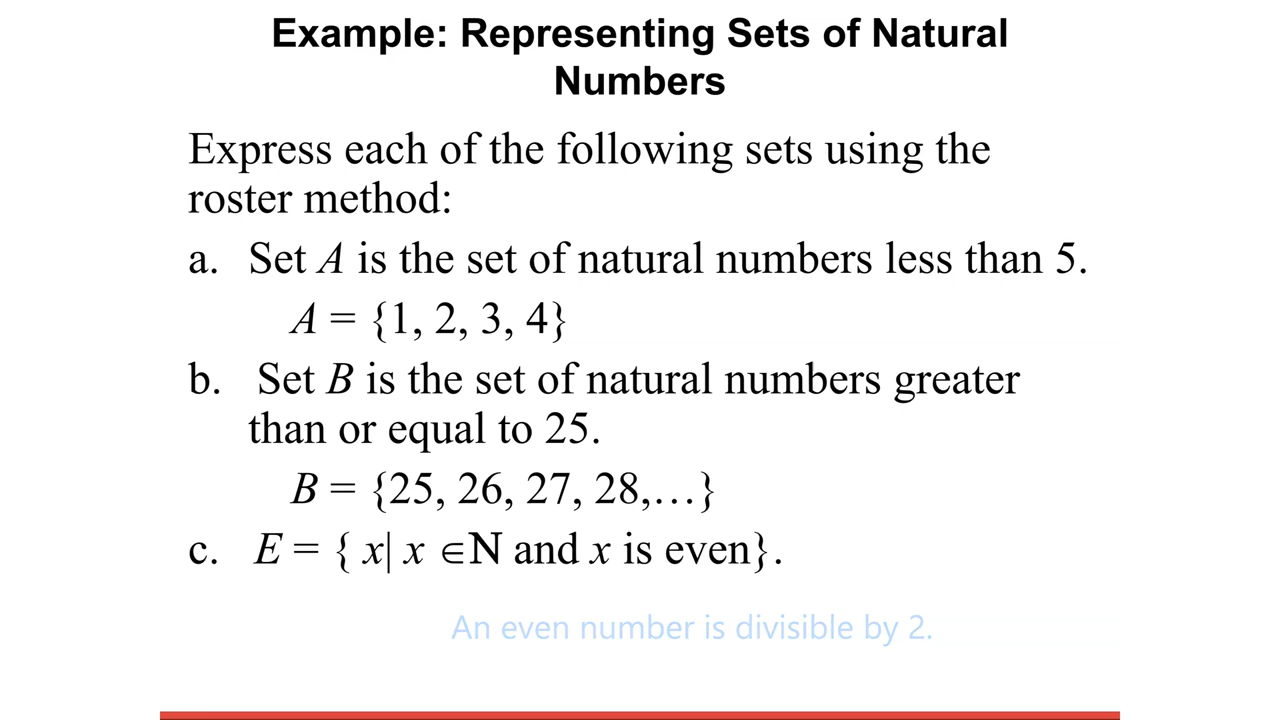 Example: Representing Sets of Natural
Numbers
Express each of the following sets using the
roster method:
a. Set A is the set of natural numbers less than 5.
A = {1, 2, 3, 4}
b. Set B is the set of natural numbers greater
than or equal to 25.
B = {25, 26, 27, 28,…}
c. E = { x| x ∈N and x is even}.
An even number is divisible by 2.